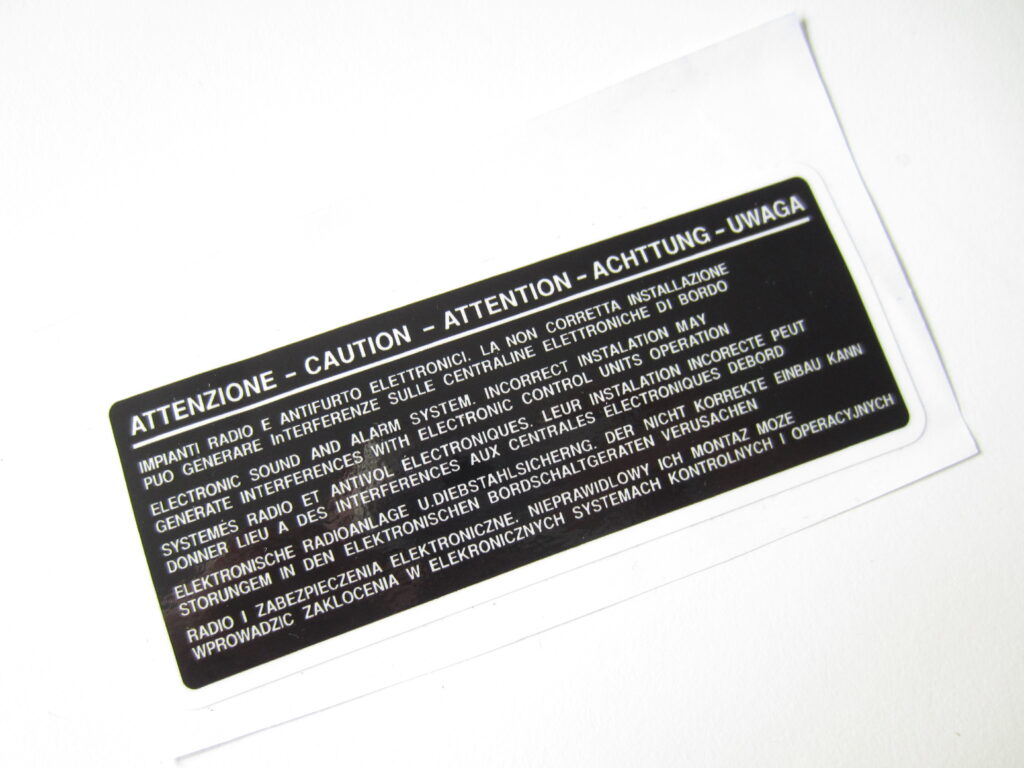 ATTENZIONE - CAUTION - ATTENTION - ACHTTUNG - UWAGA
IMPIANTI RADIO E ANTIFURTO ELETTRONICI. LA NON CORRETTA INSTALLAZIONE
PUO GENERARE INTERFERENZE SULLE CENTRALINE ELETTRONICHE DI BORDO
ELECTRONIC SOUND AND ALARM SYSTEM. INCORRECT INSTALATION MAY
GENERATE INTERFERENCES WITH ELECTRONIC CONTROL UNITS OPERATION
SYSTEMÉS RADIO ET ANTIVOL ELECTRONIQUES. LEUR INSTALATION INCORECTE PEUT
DONNER LIEU A DES INTERFERENCES AUX CENTRALES ELECTRONIQUES DEBORD
ELEKTRONISCHE RADIOANLAGE U.DIEBSTAHLSICHERNG. DER NICHT KORREKTE EINBAU KANN
STORUNGEM IN DEN ELEKTRONISCHEN BORDSCHALTGERÄTEN VERUSACHEN
RADIO I ZABEZPIECZENIA ELEKTRONICZNE. NIEPRAWIDLOWY ICH MONTAZ MOZE
WPROWADZIC ZAKLOCENIA W ELEKRONICZNYCH SYSTEMACH KONTROLNYCH I OPERACYJNYCH